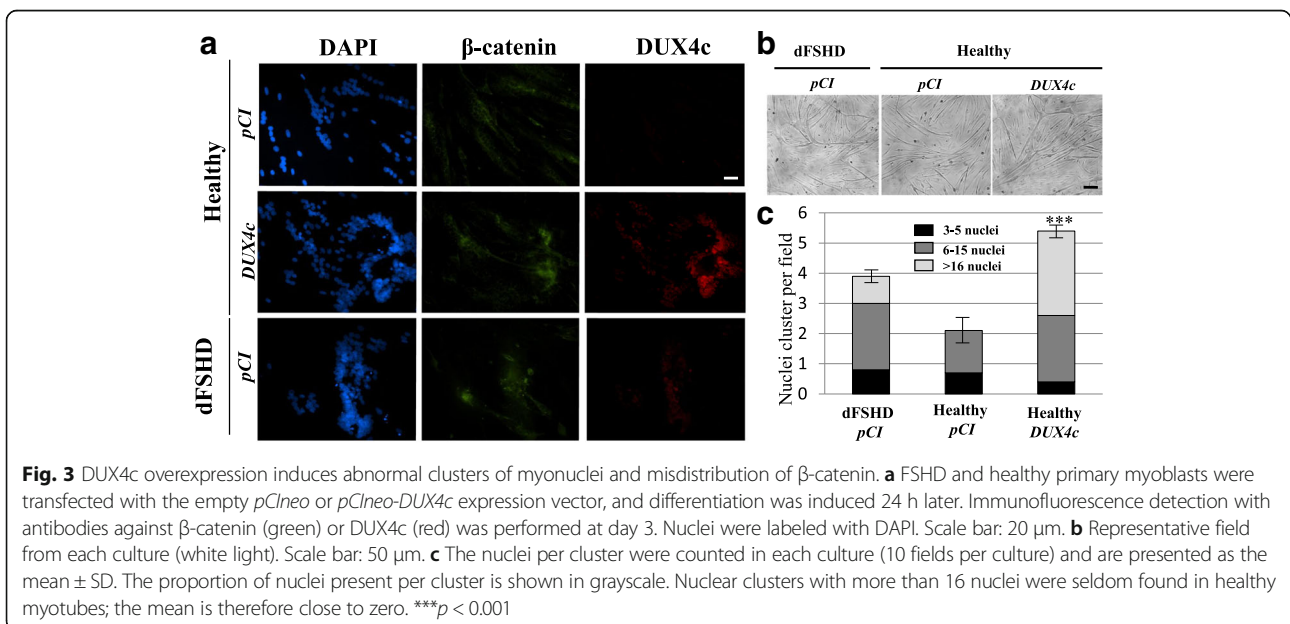 a
DAPI
β-catenin
DUX4c
Healthy
pCI
DUX4c
dFSHD
pCI
b
dFSHD
Healthy
pCI
pCI
DUX4c
c
Nuclei cluster per field
6
5
4
3
2
1
0
3-5 nuclei
6-15 nuclei
>16 nuclei
***
dFSHD
pCI
Healthy
pCI
Healthy
DUX4c
Fig. 3 DUX4c overexpression induces abnormal clusters of myonuclei and misdistribution of β-catenin. a FSHD and healthy primary myoblasts were
transfected with the empty pCIneo or pCIneo-DUX4c expression vector, and differentiation was induced 24 h later. Immunofluorescence detection with
antibodies against β-catenin (green) or DUX4c (red) was performed at day 3. Nuclei were labeled with DAPI. Scale bar: 20 μm. b Representative field
from each culture (white light). Scale bar: 50 μm. c The nuclei per cluster were counted in each culture (10 fields per culture) and are presented as the
mean ± SD. The proportion of nuclei present per cluster is shown in grayscale. Nuclear clusters with more than 16 nuclei were seldom found in healthy
myotubes; the mean is therefore close to zero. ***p < 0.001